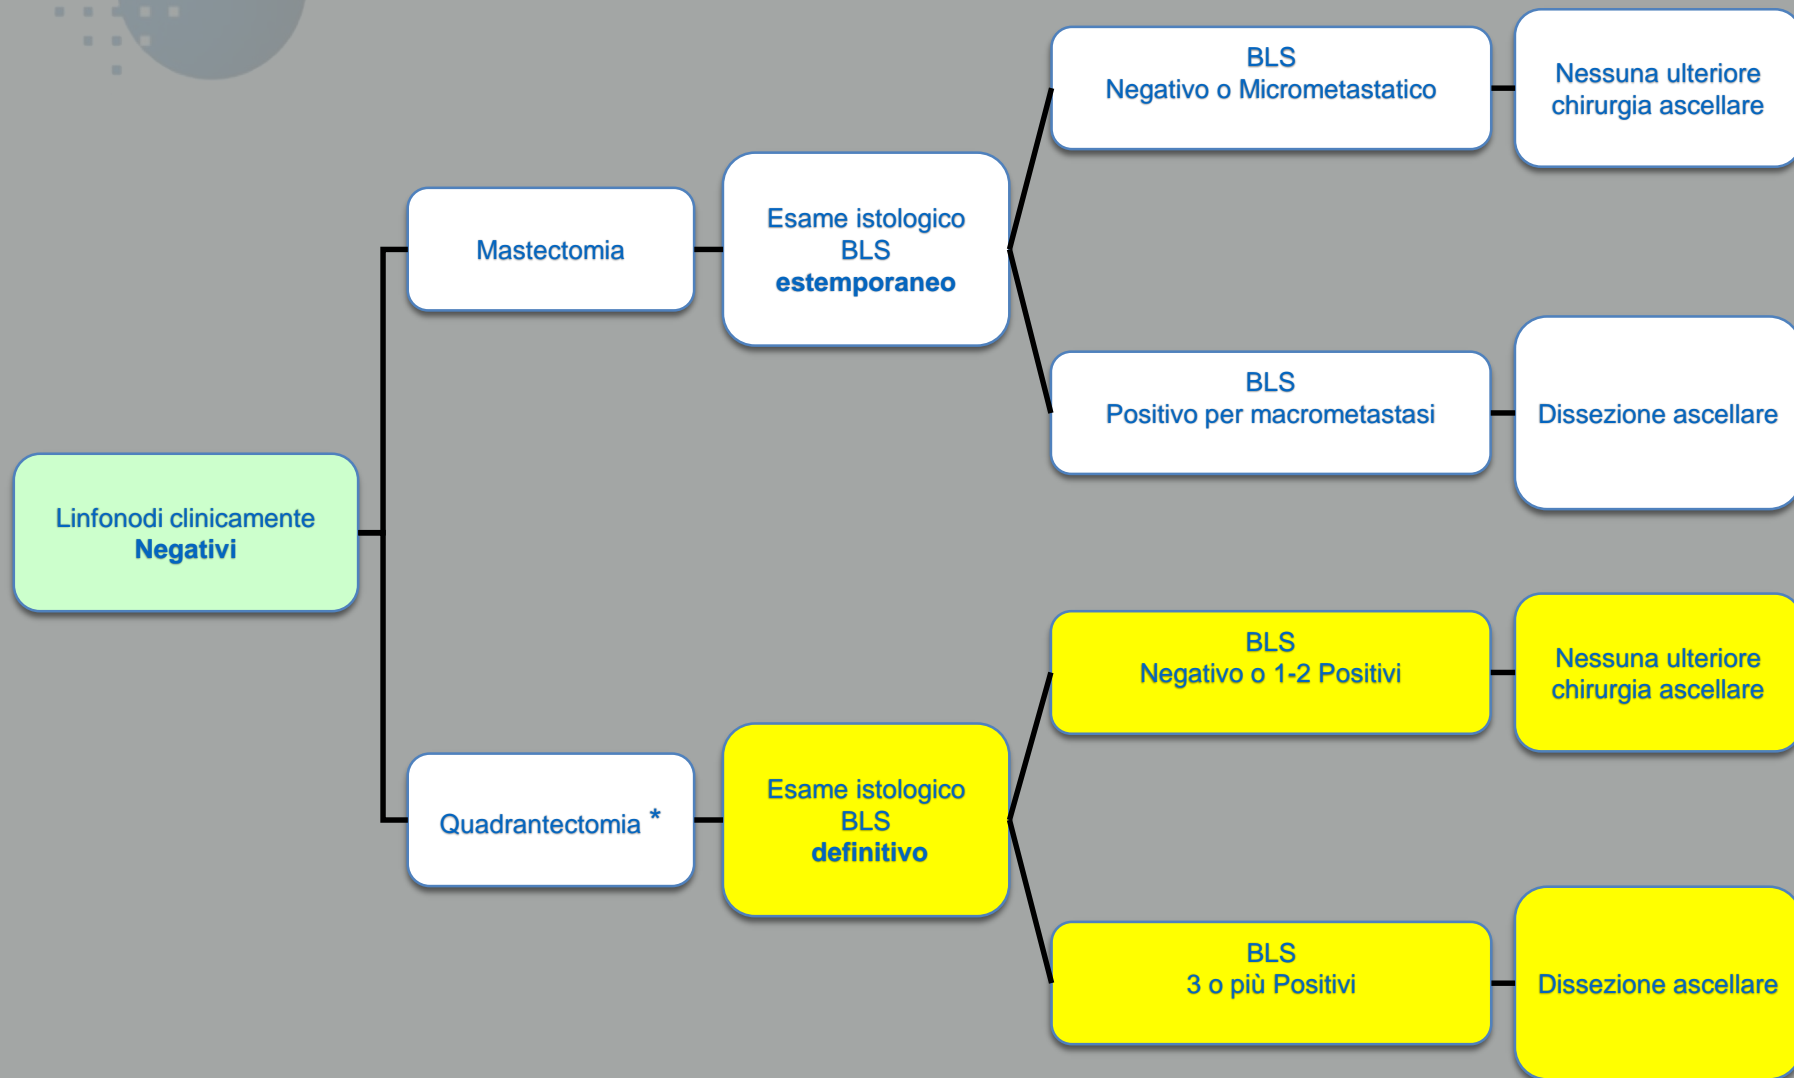 BLS
Negativo o Micrometastatico
Nessuna ulteriore
chirurgia ascellare
Mastectomia
Esame istologico
BLS
estemporaneo
BLS
Positivo per macrometastasi
Dissezione ascellare
Linfonodi clinicamente
Negativi
BLS
Negativo o 1-2 Positivi
Nessuna ulteriore
chirurgia ascellare
Quadrantectomia *
Esame istologico
BLS
definitivo
BLS
3 o più Positivi
Dissezione ascellare